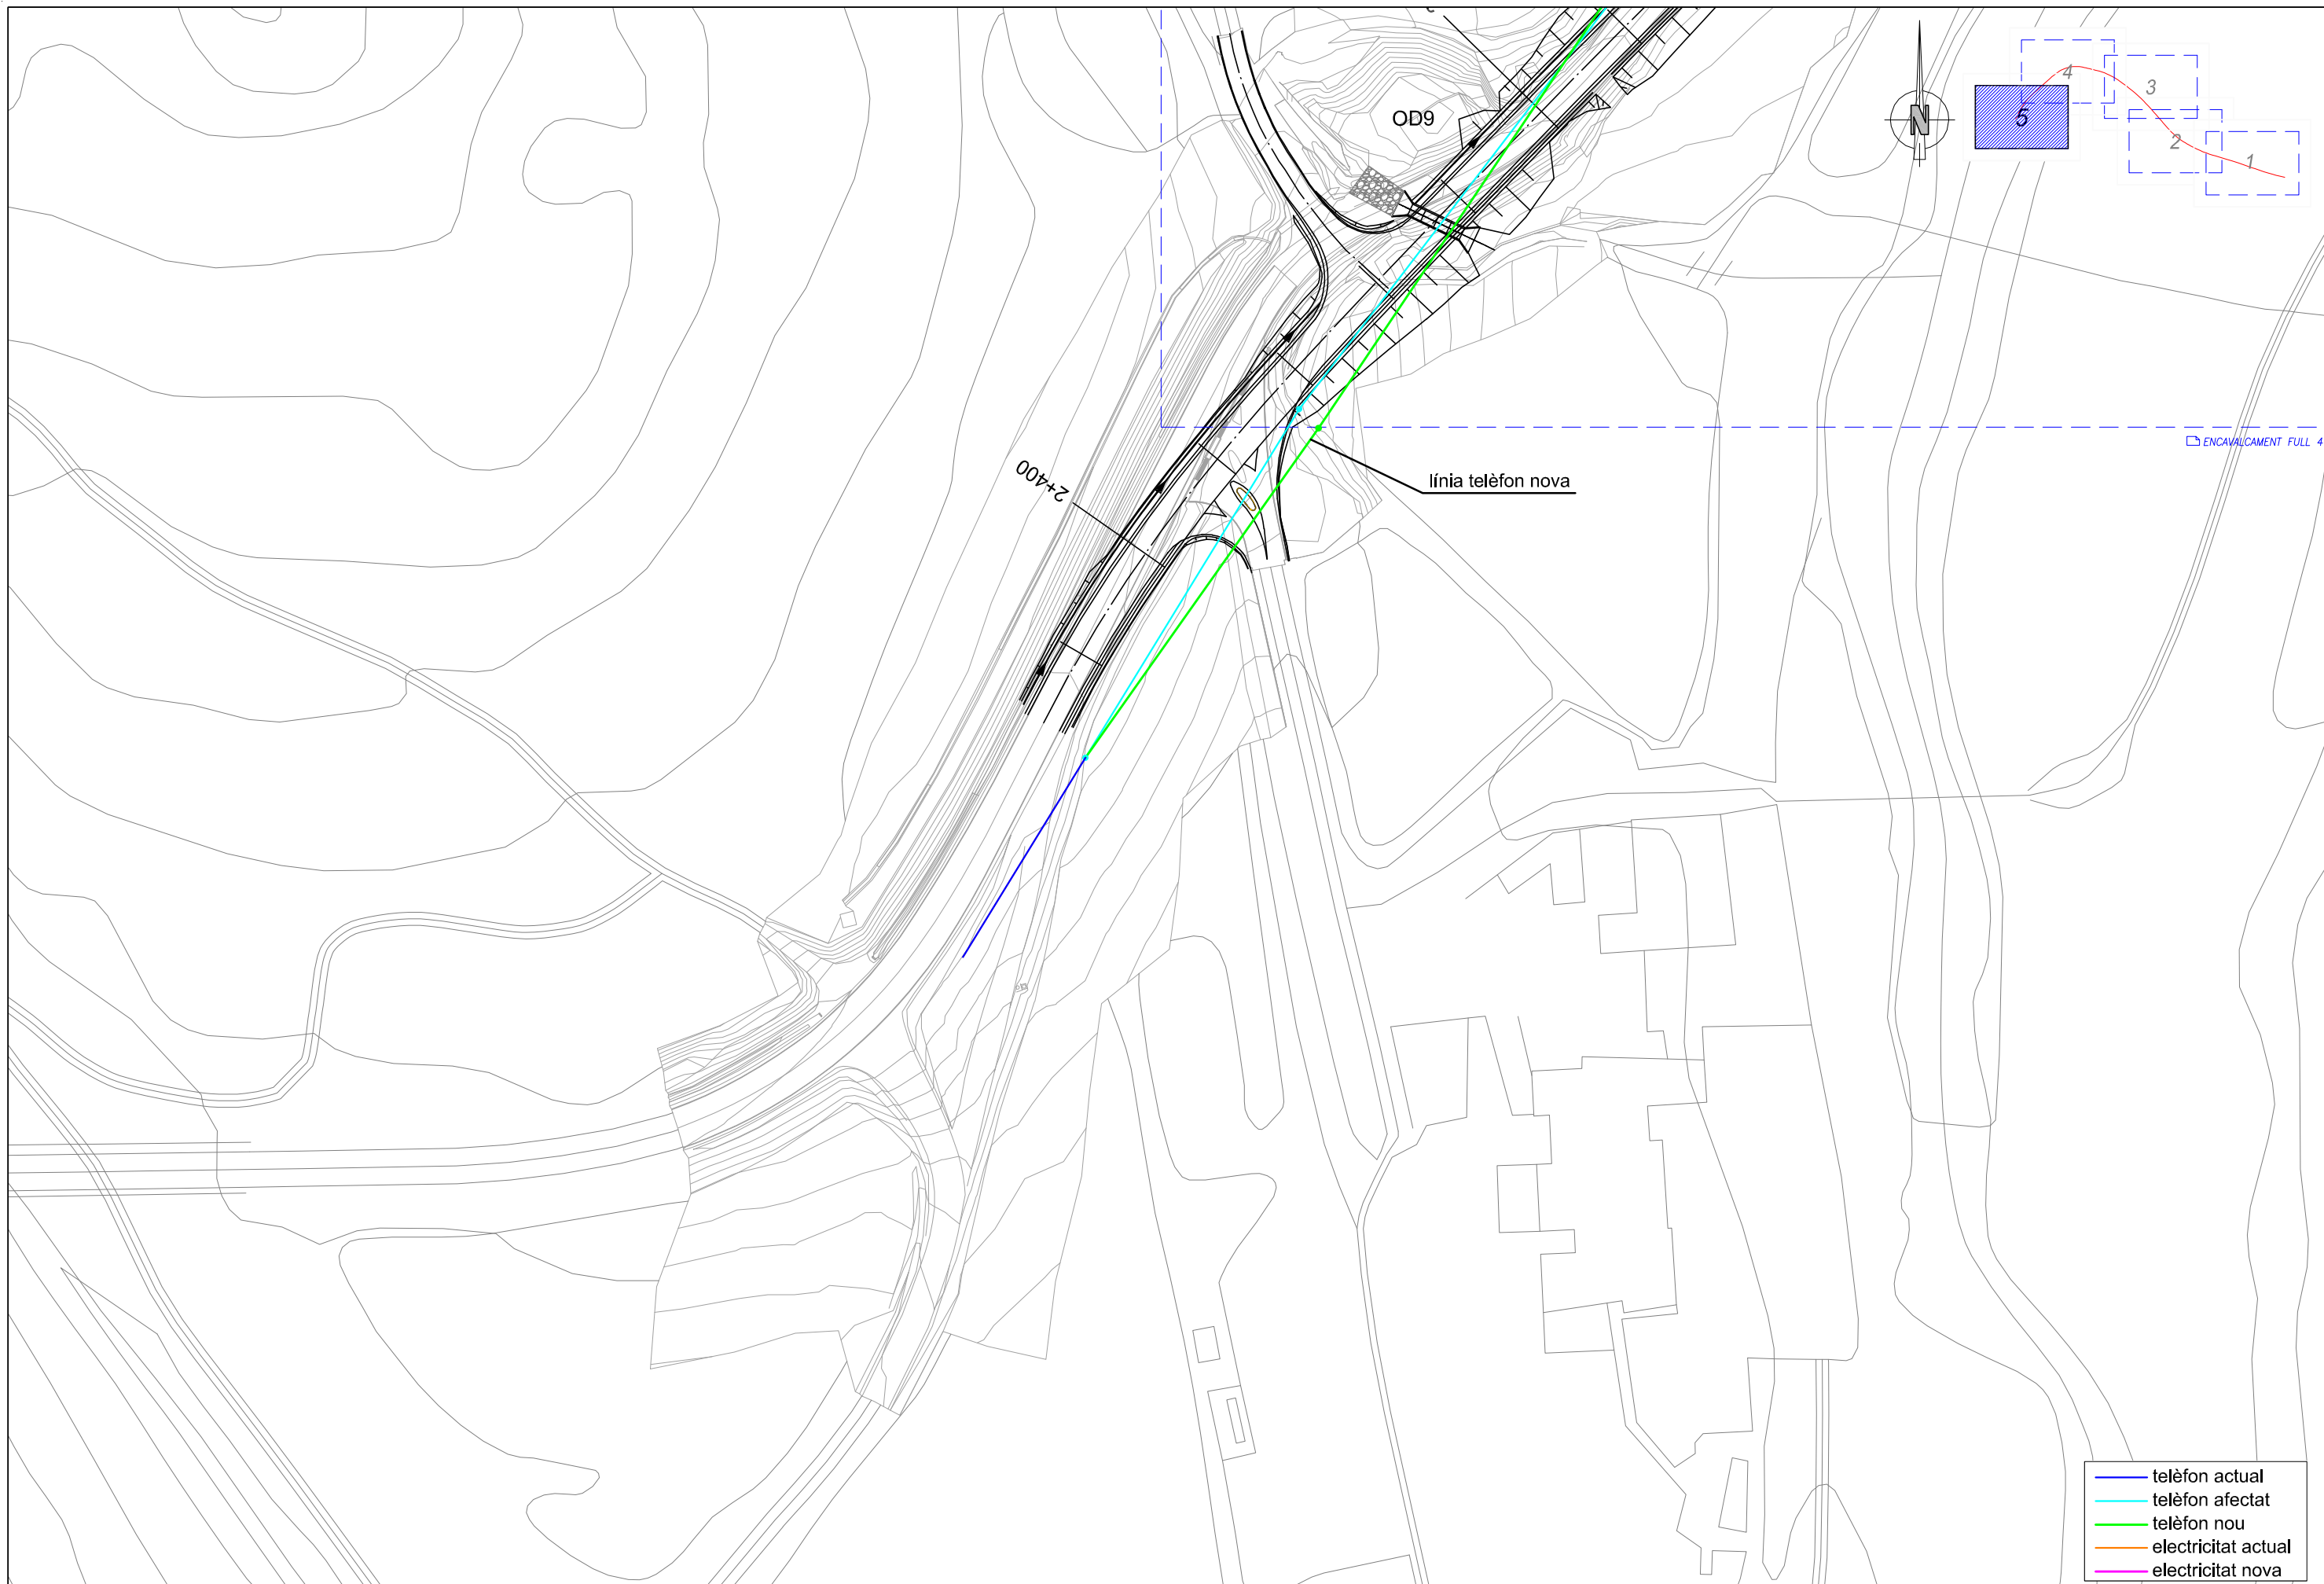 OD9
N
4
3
5
2
1
ENCAVALCAMENT FULL 4
línia telèfon nova
2+400
telèfon actual
telèfon afectat
telèfon nou
electricitat actual
electricitat nova